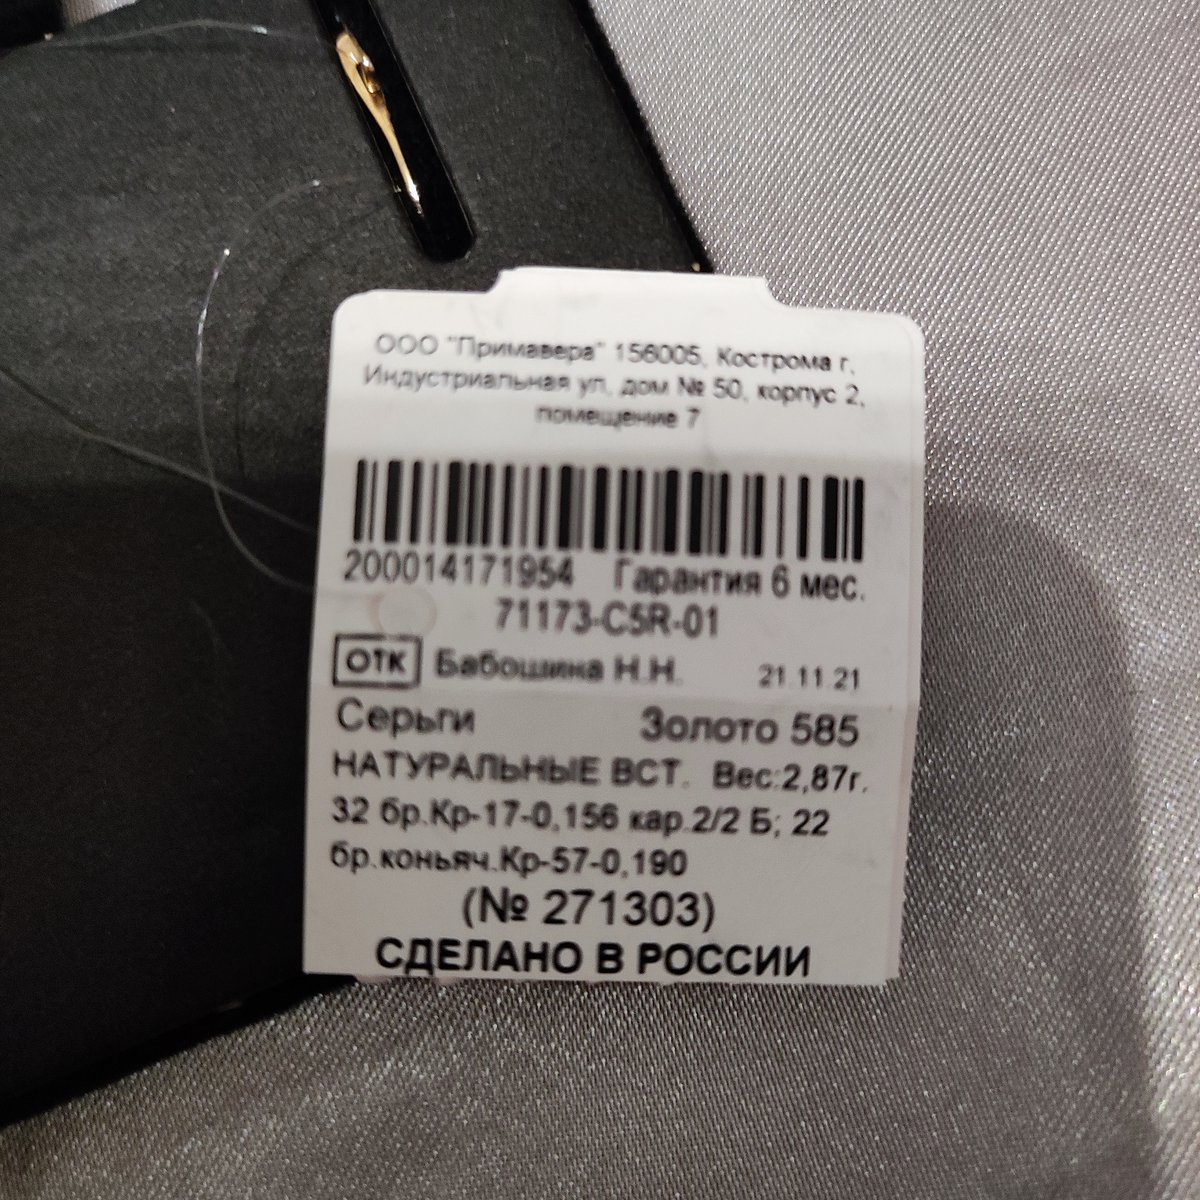 ООО "Примавера" 156005, Кострома г,
Индустриальная ул, дом № 50, корпус 2,
помещение 7
200014171954 Гарантия 6 мес.
71173-C5R-01
ОТК Бабошина Н.Н. 21.11.21
Серьги Золото 585
НАТУРАЛЬНЫЕ ВСТ. Вес:2,87г.
32 бр.Кр-17-0,156 кар.2/2 Б; 22
бр.коньяч.Кр-57-0,190
(№ 271303)
СДЕЛАНО В РОССИИ